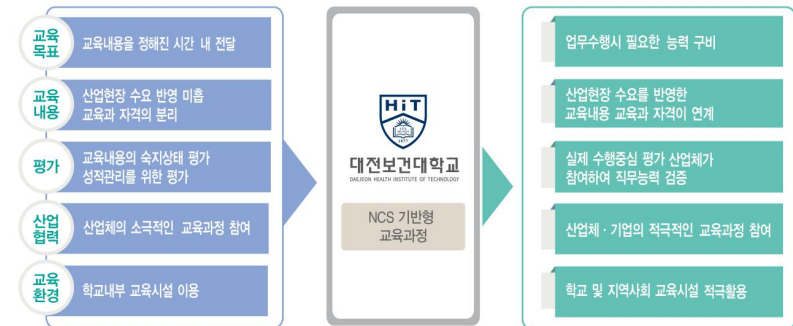 교육
목표
교육내용을 정해진 시간 내 전달
교육
내용
산업현장 수요 반영 미흡
교육과 자격의 분리
평가
교육내용의 숙지상태 평가
성적관리를 위한 평가
산업
협력
산업체의 소극적인 교육과정 참여
교육
환경
학교내부 교육시설 이용
HiT
1977
대전보건대학교
DAEJEON HEALTH INSTITUTE OF TECHNOLOGY
NCS 기반형
교육과정
업무수행시 필요한 능력 구비
산업현장 수요를 반영한
교육내용 교육과 자격이 연계
실제 수행중심 평가 산업체가
참여하여 직무능력 검증
산업체 · 기업의 적극적인 교육과정 참여
학교 및 지역사회 교육시설 적극활용